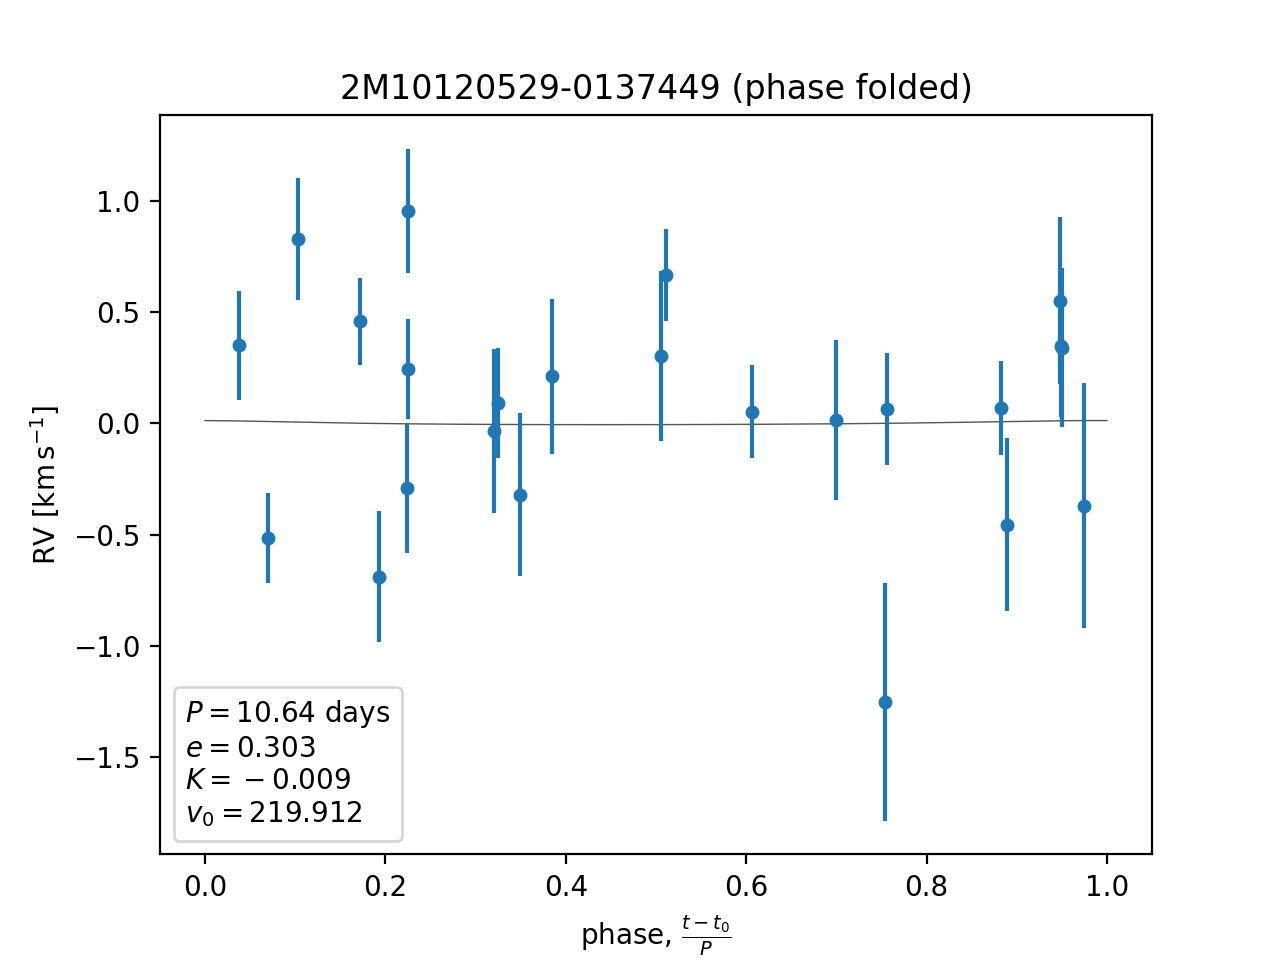 2M10120529-0137449 (phase folded)
1.0
0.5
0.0
−0.5
−1.0
−1.5
RV [km s⁻¹]
P = 10.64 days
e = 0.303
K = −0.009
v₀ = 219.912
0.0 0.2 0.4 0.6 0.8 1.0
phase, (t − t₀)/P